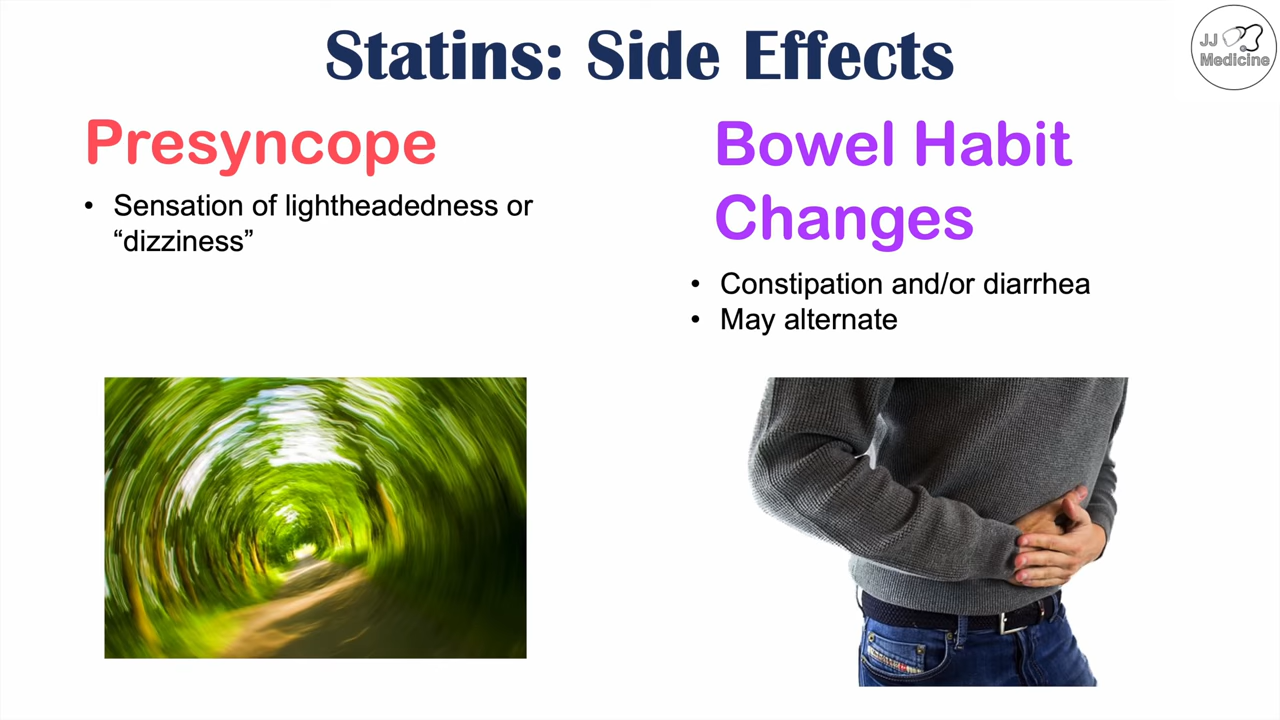 Statins: Side Effects
JJ
Medicine
Presyncope
• Sensation of lightheadedness or
“dizziness”
Bowel Habit
Changes
• Constipation and/or diarrhea
• May alternate